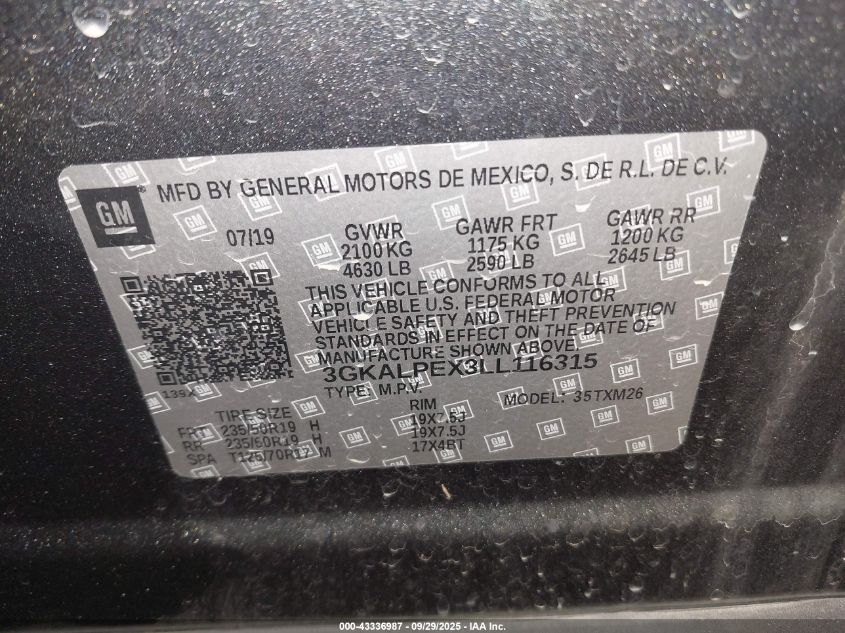 GM
MFD BY GENERAL MOTORS DE MEXICO, S. DE R.L. DE C.V.
07/19 GVWR GAWR FRT GAWR RR
2100 KG 1175 KG 1200 KG
4630 LB 2590 LB 2645 LB
THIS VEHICLE CONFORMS TO ALL
APPLICABLE U.S. FEDERAL MOTOR
VEHICLE SAFETY AND THEFT PREVENTION
STANDARDS IN EFFECT ON THE DATE OF
MANUFACTURE SHOWN ABOVE.
3GKALPEX3LL116315
139X TYPE: M.P.V. MODEL: 35TXM26
TIRE SIZE RIM
FRT 235/50R19 H 19X7.5J
RR 235/50R19 H 19X7.5J
SPA T125/70R17 M 17X4BT
000-43336987 - 09/29/2025 - IAA Inc.